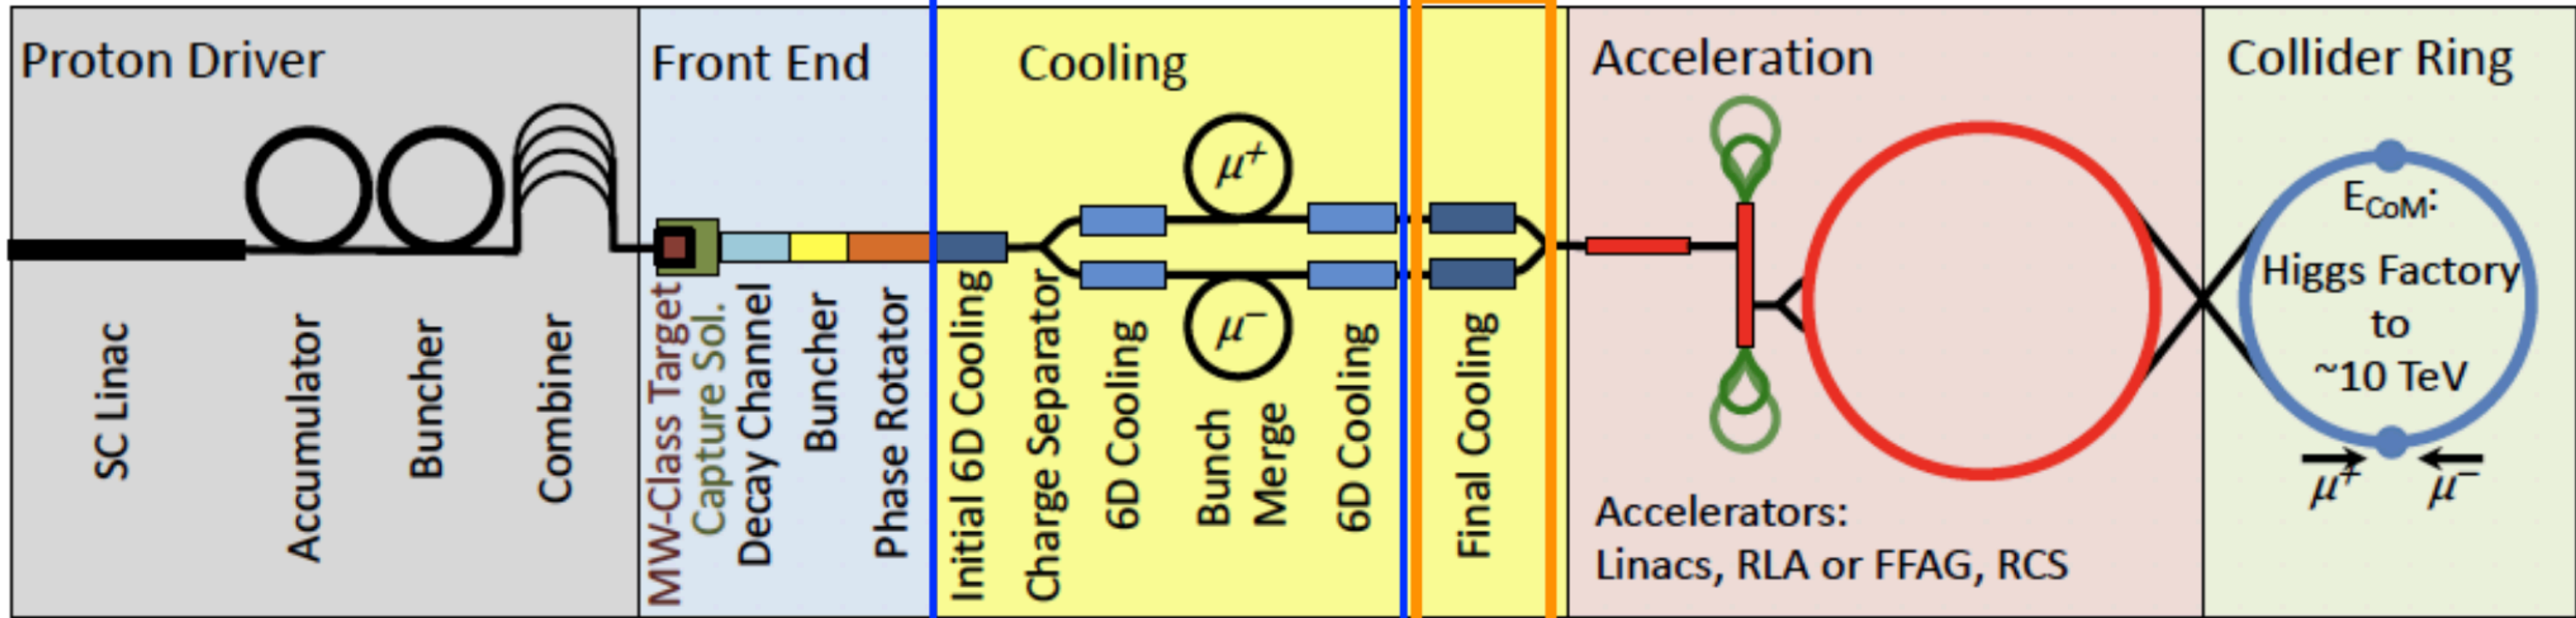 Proton Driver
SC Linac
Accumulator
Buncher
Combiner
Front End
MW-Class Target
Capture Sol.
Decay Channel
Buncher
Phase Rotator
Cooling
μ+
μ−
Initial 6D Cooling
Charge Separator
6D Cooling
Bunch
Merge
6D Cooling
Final Cooling
Acceleration
Accelerators:
Linacs, RLA or FFAG, RCS
Collider Ring
ECoM:
Higgs Factory
to
~10 TeV
μ+ μ−